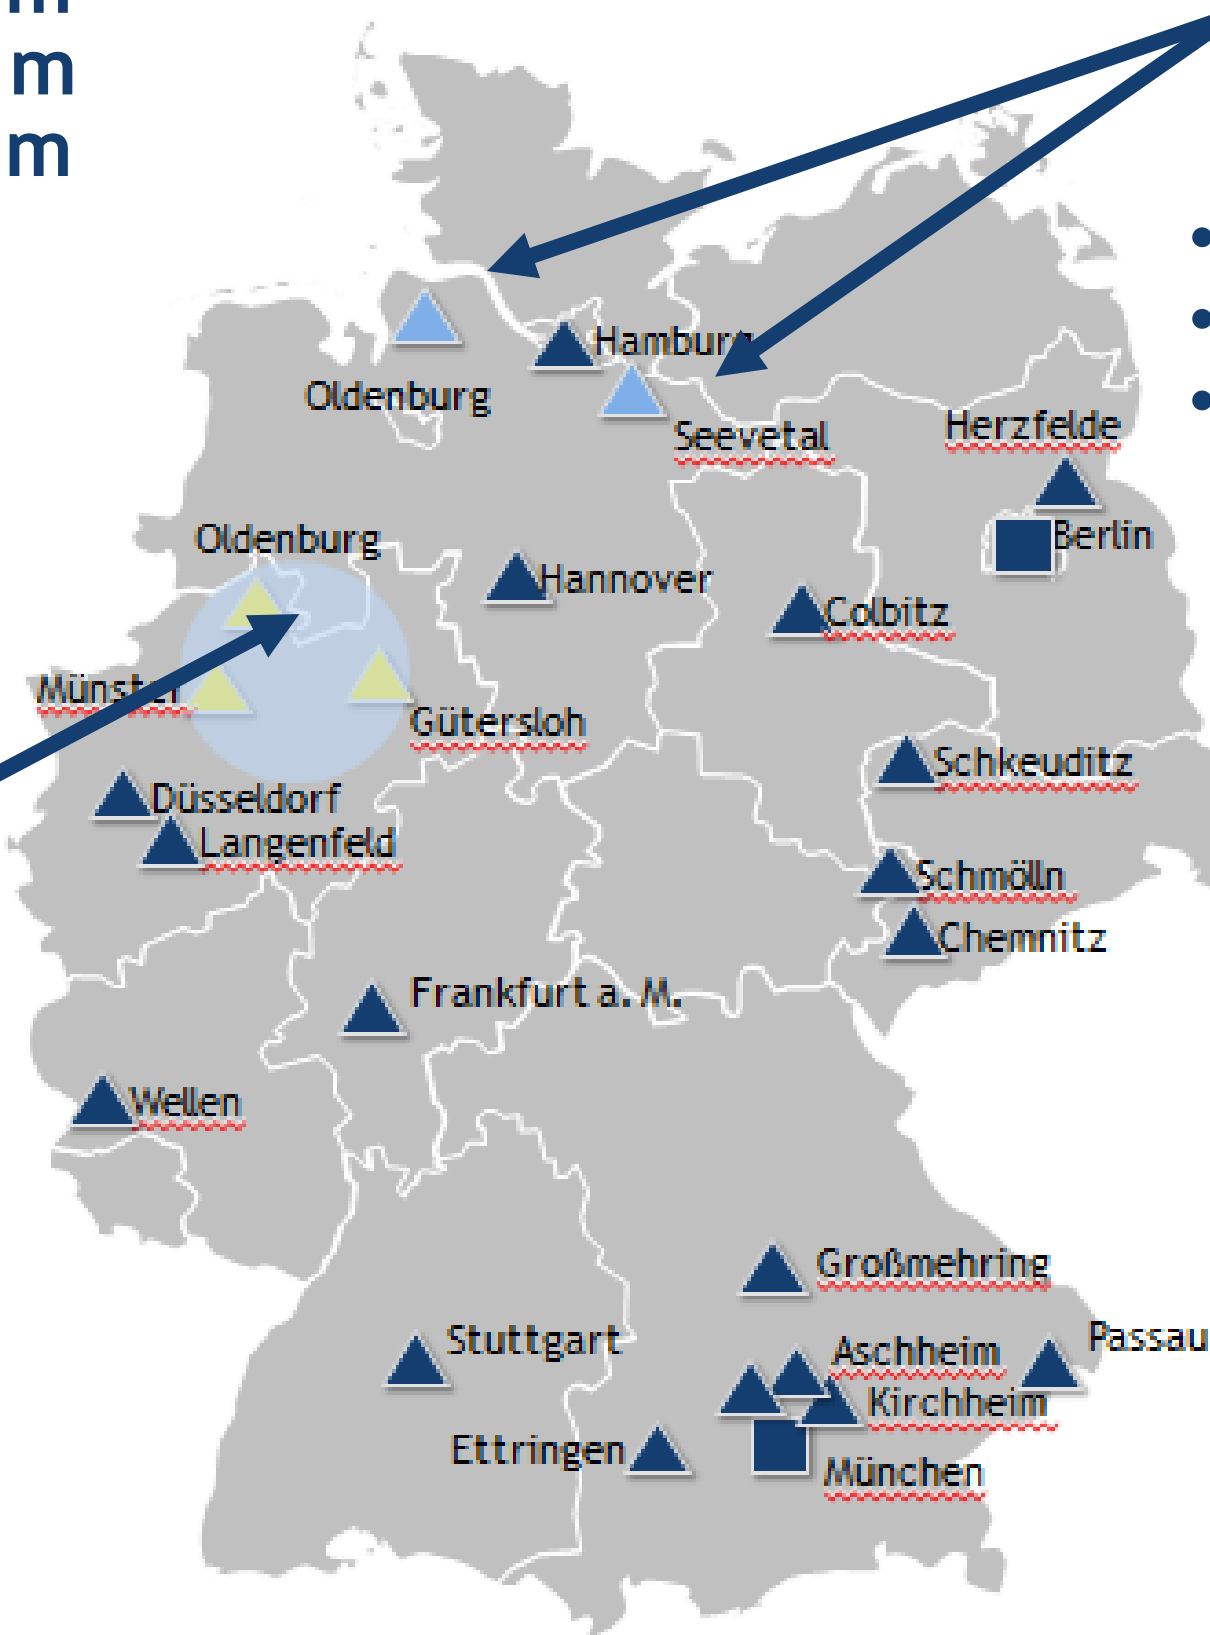 m
m
m
Hamburg
Oldenburg
Seevetal
Herzfelde
Berlin
Oldenburg
Hannover
Colbitz
Münster
Gütersloh
Schkeuditz
Düsseldorf
Langenfeld
Schmölln
Chemnitz
Frankfurt a. M.
Wellen
Großmehring
Stuttgart
Passau
Aschheim
Kirchheim
Ettringen
München